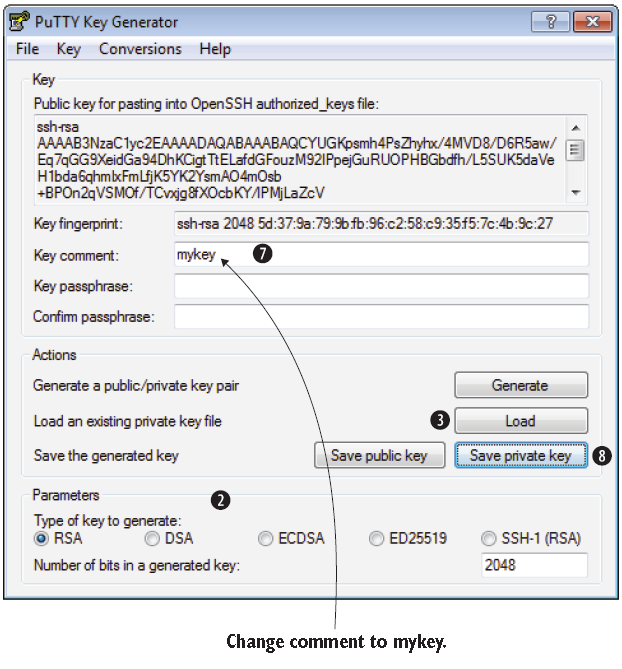 PuTTY Key Generator
File Key Conversions Help
Key
Public key for pasting into OpenSSH authorized_keys file:
ssh-rsa
AAAAB3NzaC1yc2EAAAADAQABAAABAQCYUGKpsmh4PsZhyhx/4MVD8/D6R5aw/
Eq7qGG9XeidGa94DhKCigtTtELafdGFouzM92IPpejGuRUOPHBGbdfh/L5SUK5daVe
H1bda6qhmlxFmLfjK5YK2YsmAO4mOsb
+BPOn2qVSMOf/TCvxjg8fXOcbKY/IPMjLaZcV
Key fingerprint: ssh-rsa 2048 5d:37:9a:79:9b:fb:96:c2:58:c9:35:f5:7c:4b:9c:27
Key comment: mykey 7
Key passphrase:
Confirm passphrase:
Actions
Generate a public/private key pair Generate
Load an existing private key file 3 Load
Save the generated key Save public key Save private key 8
Parameters 2
Type of key to generate:
RSA DSA ECDSA ED25519 SSH-1 (RSA)
Number of bits in a generated key: 2048
Change comment to mykey.